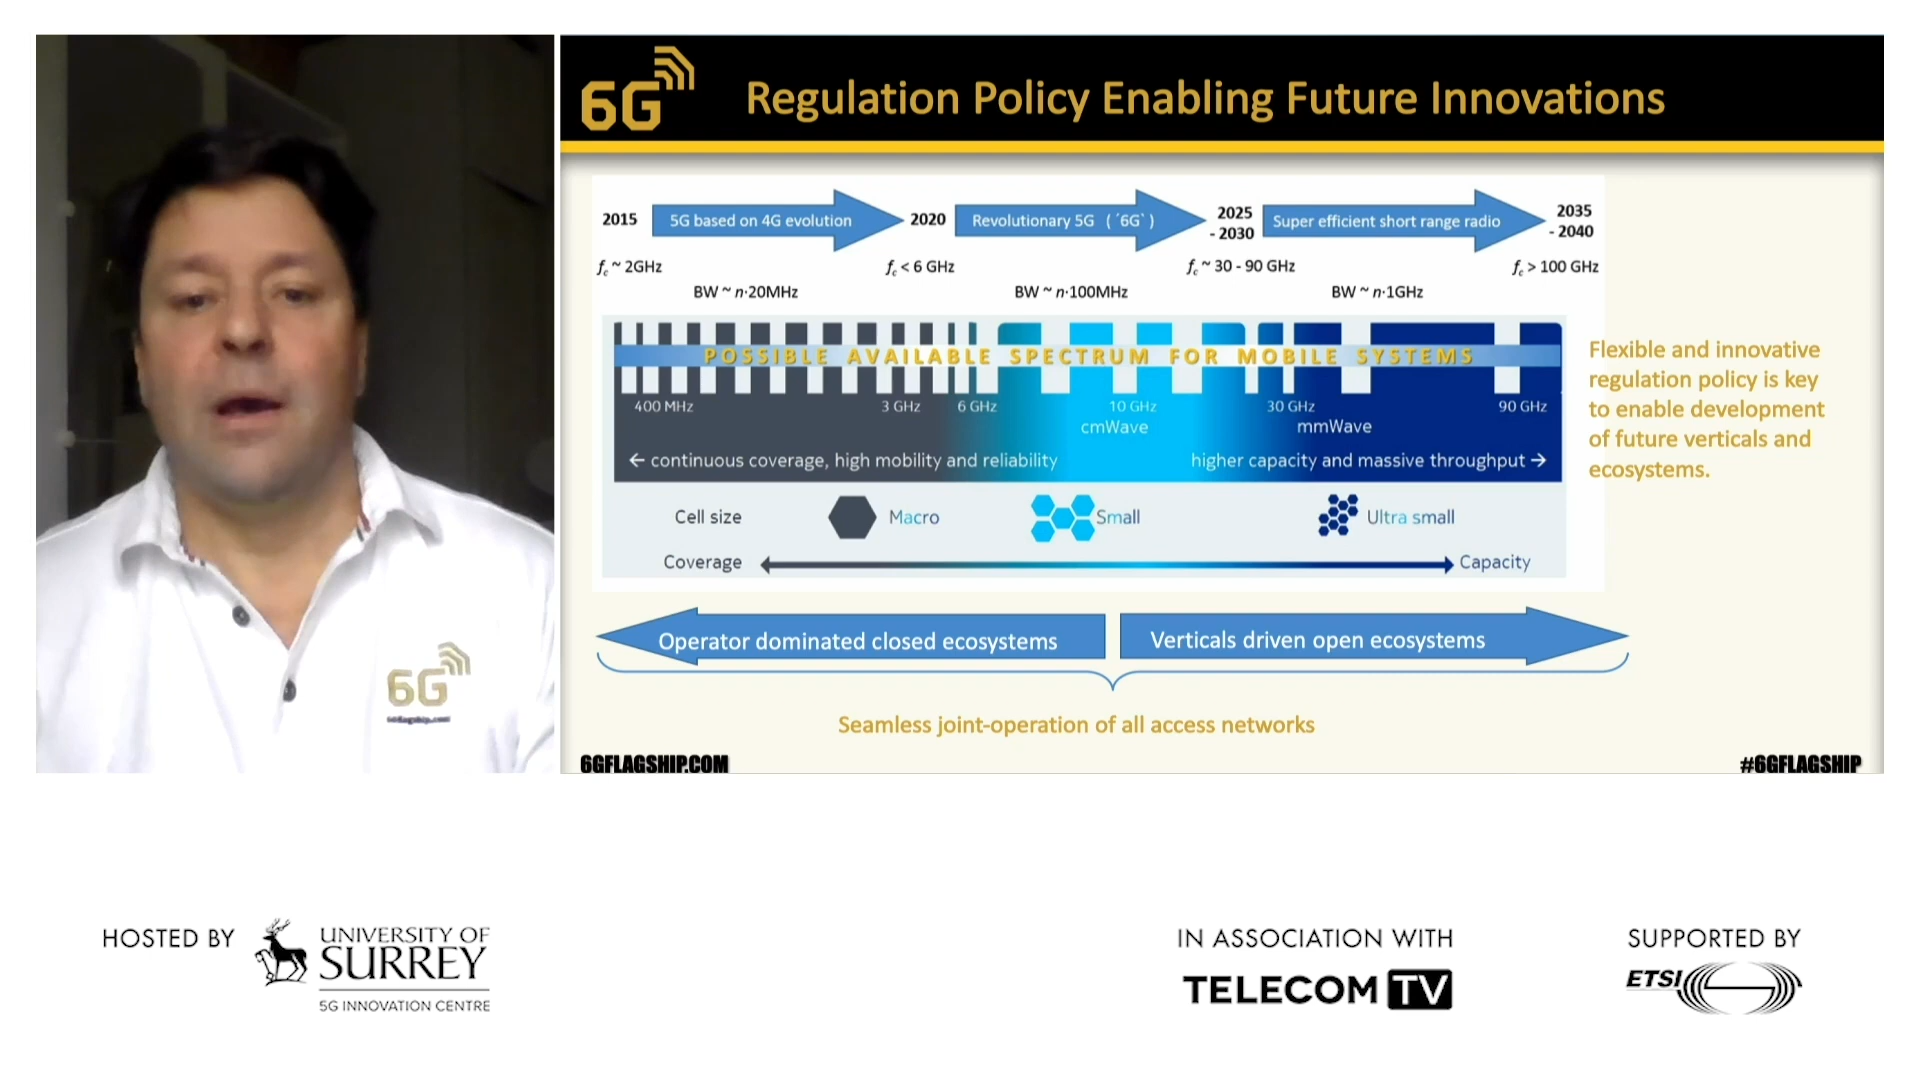 6G
Regulation Policy Enabling Future Innovations
2015
5G based on 4G evolution
2020
Revolutionary 5G (´6G`)
2025
- 2030
Super efficient short range radio
2035
- 2040
fc ~ 2GHz
fc < 6 GHz
fc ~ 30 - 90 GHz
fc > 100 GHz
BW ~ n·20MHz
BW ~ n·100MHz
BW ~ n·1GHz
POSSIBLE AVAILABLE SPECTRUM FOR MOBILE SYSTEMS
400 MHz
3 GHz
6 GHz
10 GHz
30 GHz
90 GHz
cmWave
mmWave
← continuous coverage, high mobility and reliability
higher capacity and massive throughput →
Cell size
Macro
Small
Ultra small
Coverage
Capacity
Flexible and innovative
regulation policy is key
to enable development
of future verticals and
ecosystems.
Operator dominated closed ecosystems
Verticals driven open ecosystems
Seamless joint-operation of all access networks
6GFLAGSHIP.COM
#6GFLAGSHIP
6G
6Gflagship.com
HOSTED BY
UNIVERSITY OF
SURREY
5G INNOVATION CENTRE
IN ASSOCIATION WITH
TELECOM TV
SUPPORTED BY
ETSI